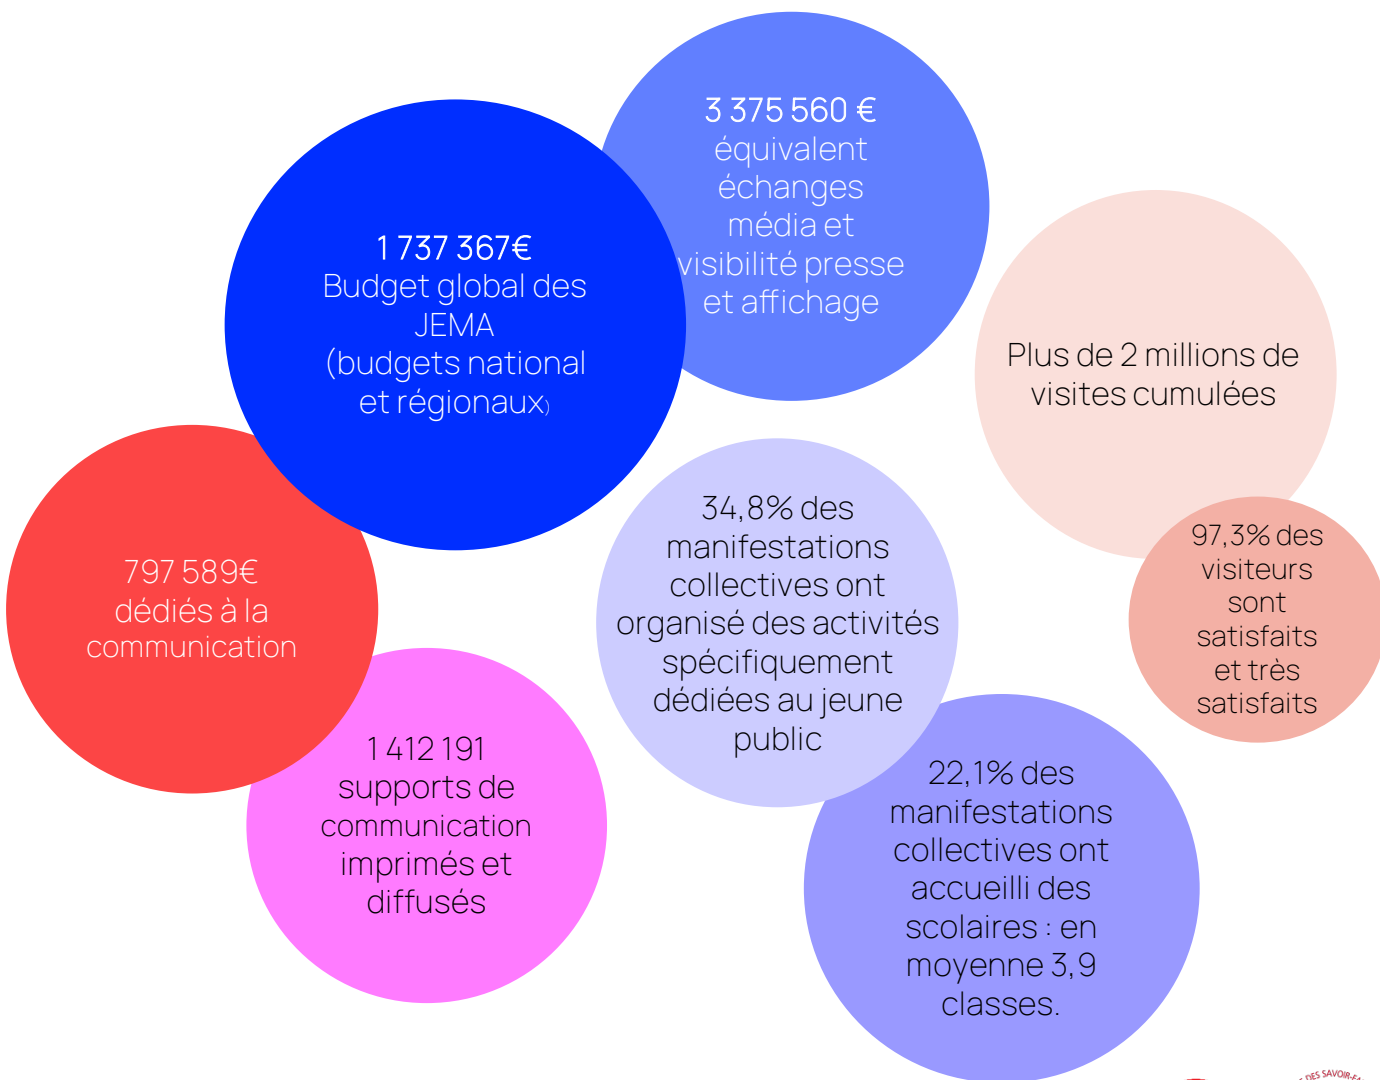 3 375 560 €
équivalent
échanges
média et
visibilité presse
et affichage
1 737 367€
Budget global des
JEMA
(budgets national
et régionaux)
Plus de 2 millions de
visites cumulées
34,8% des
manifestations
collectives ont
organisé des activités
spécifiquement
dédiées au jeune
public
97,3% des
visiteurs
sont
satisfaits
et très
satisfaits
797 589€
dédiés à la
communication
1 412 191
supports de
communication
imprimés et
diffusés
22,1% des
manifestations
collectives ont
accueilli des
scolaires : en
moyenne 3,9
classes.
DES SAVOIR-FA